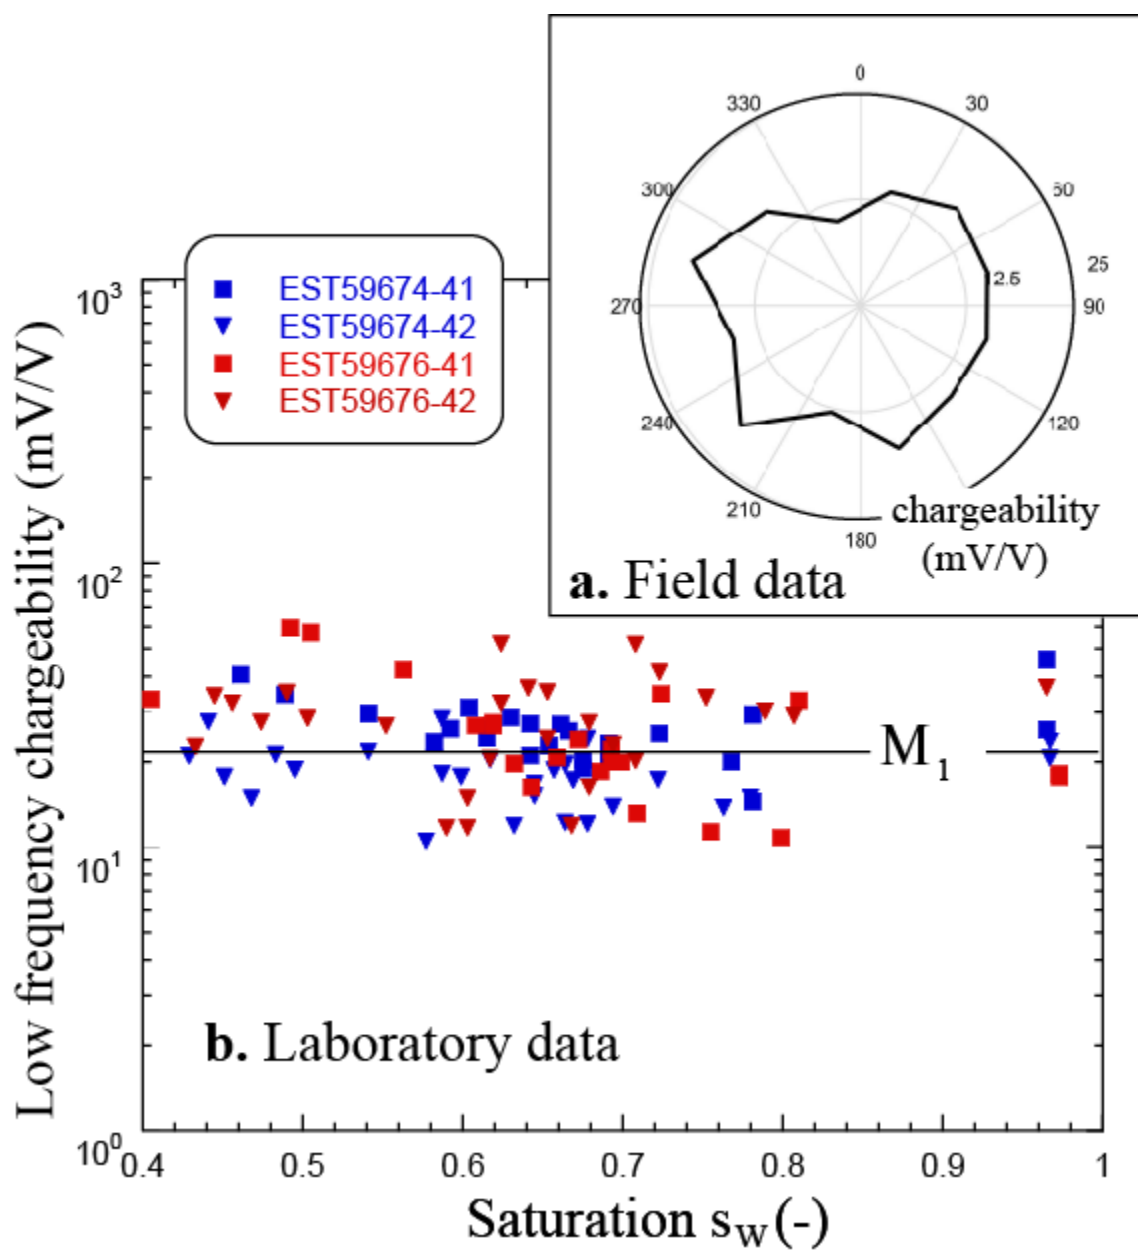 0
30
60
25
2.5
90
120
180
210
240
270
300
330
chargeability
(mV/V)
a. Field data
EST59674-41
EST59674-42
EST59676-41
EST59676-42
Low frequency chargeability (mV/V)
10³
10²
10¹
10⁰
M₁
b. Laboratory data
0.4 0.5 0.6 0.7 0.8 0.9 1
Saturation sw (-)